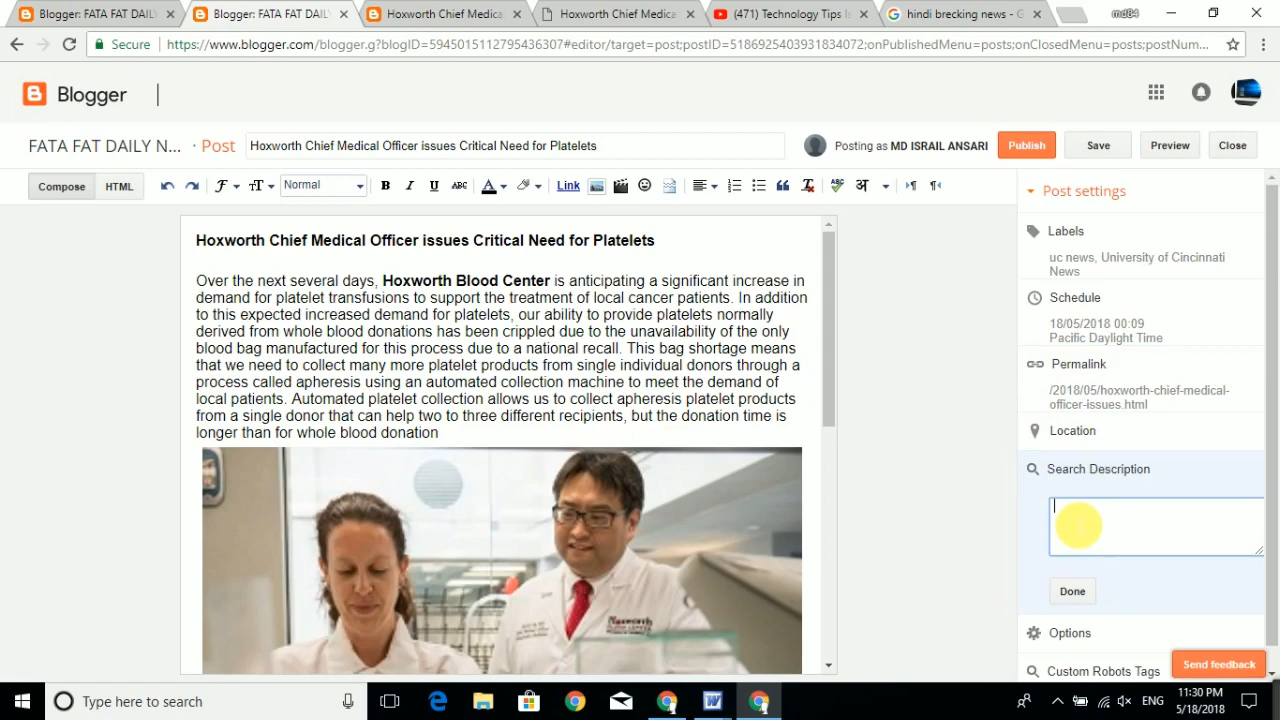 Blogger: FATA FAT DAILY
Blogger: FATA FAT DAILY
Hoxworth Chief Medica
Hoxworth Chief Medica
(471) Technology Tips
hindi brecking news - G
md84
Secure
https://www.blogger.com/blogger.g?blogID=5945015112795436307#editor/target=post;postID=5186925403931834072;onPublishedMenu=posts;onClosedMenu=posts;postNum...
Blogger
FATA FAT DAILY N... · Post
Hoxworth Chief Medical Officer issues Critical Need for Platelets
Posting as MD ISRAIL ANSARI
Publish
Save
Preview
Close
Compose
HTML
Normal
B I U ABC A
Link
अ
Post settings
Labels
uc news, University of Cincinnati
News
Schedule
18/05/2018 00:09
Pacific Daylight Time
Permalink
/2018/05/hoxworth-chief-medical-
officer-issues.html
Location
Search Description
Done
Options
Custom Robots Tags
Send feedback
Hoxworth Chief Medical Officer issues Critical Need for Platelets
Over the next several days, Hoxworth Blood Center is anticipating a significant increase in
demand for platelet transfusions to support the treatment of local cancer patients. In addition
to this expected increased demand for platelets, our ability to provide platelets normally
derived from whole blood donations has been crippled due to the unavailability of the only
blood bag manufactured for this process due to a national recall. This bag shortage means
that we need to collect many more platelet products from single individual donors through a
process called apheresis using an automated collection machine to meet the demand of
local patients. Automated platelet collection allows us to collect apheresis platelet products
from a single donor that can help two to three different recipients, but the donation time is
longer than for whole blood donation
Type here to search
ENG
11:30 PM
5/18/2018